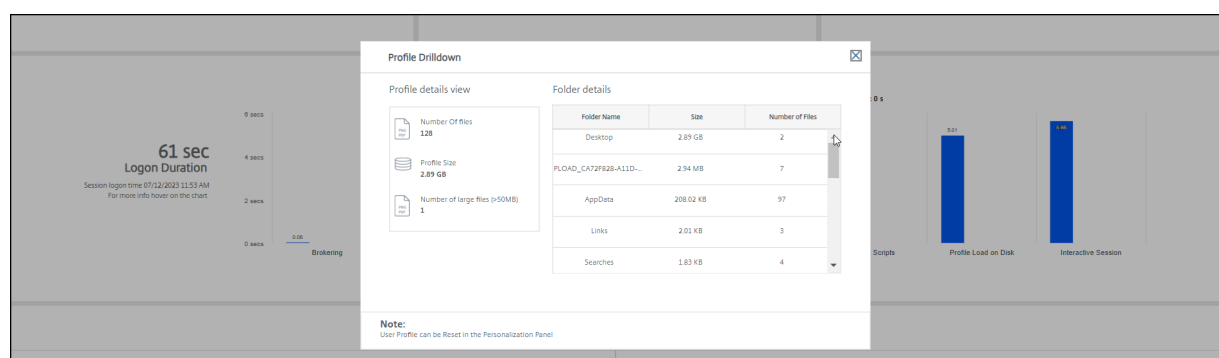 Profile Drilldown
Profile details view
Number Of files
128
Profile Size
2.89 GB
Number of large files (>50MB)
1
Folder details
Folder Name Size Number of Files
Desktop 2.89 GB 2
PLOAD_CA72F828-A11D-... 2.94 MB 7
AppData 208.02 KB 97
Links 2.01 KB 3
Searches 1.83 KB 4
Note:
User Profile can be Reset in the Personalization Panel
61 sec
Logon Duration
Session logon time 07/12/2023 11:53 AM
For more info hover on the chart
6 secs
4 secs
2 secs
0 secs
0.06
Brokering
: 0 s
5.01
Scripts Profile Load on Disk Interactive Session